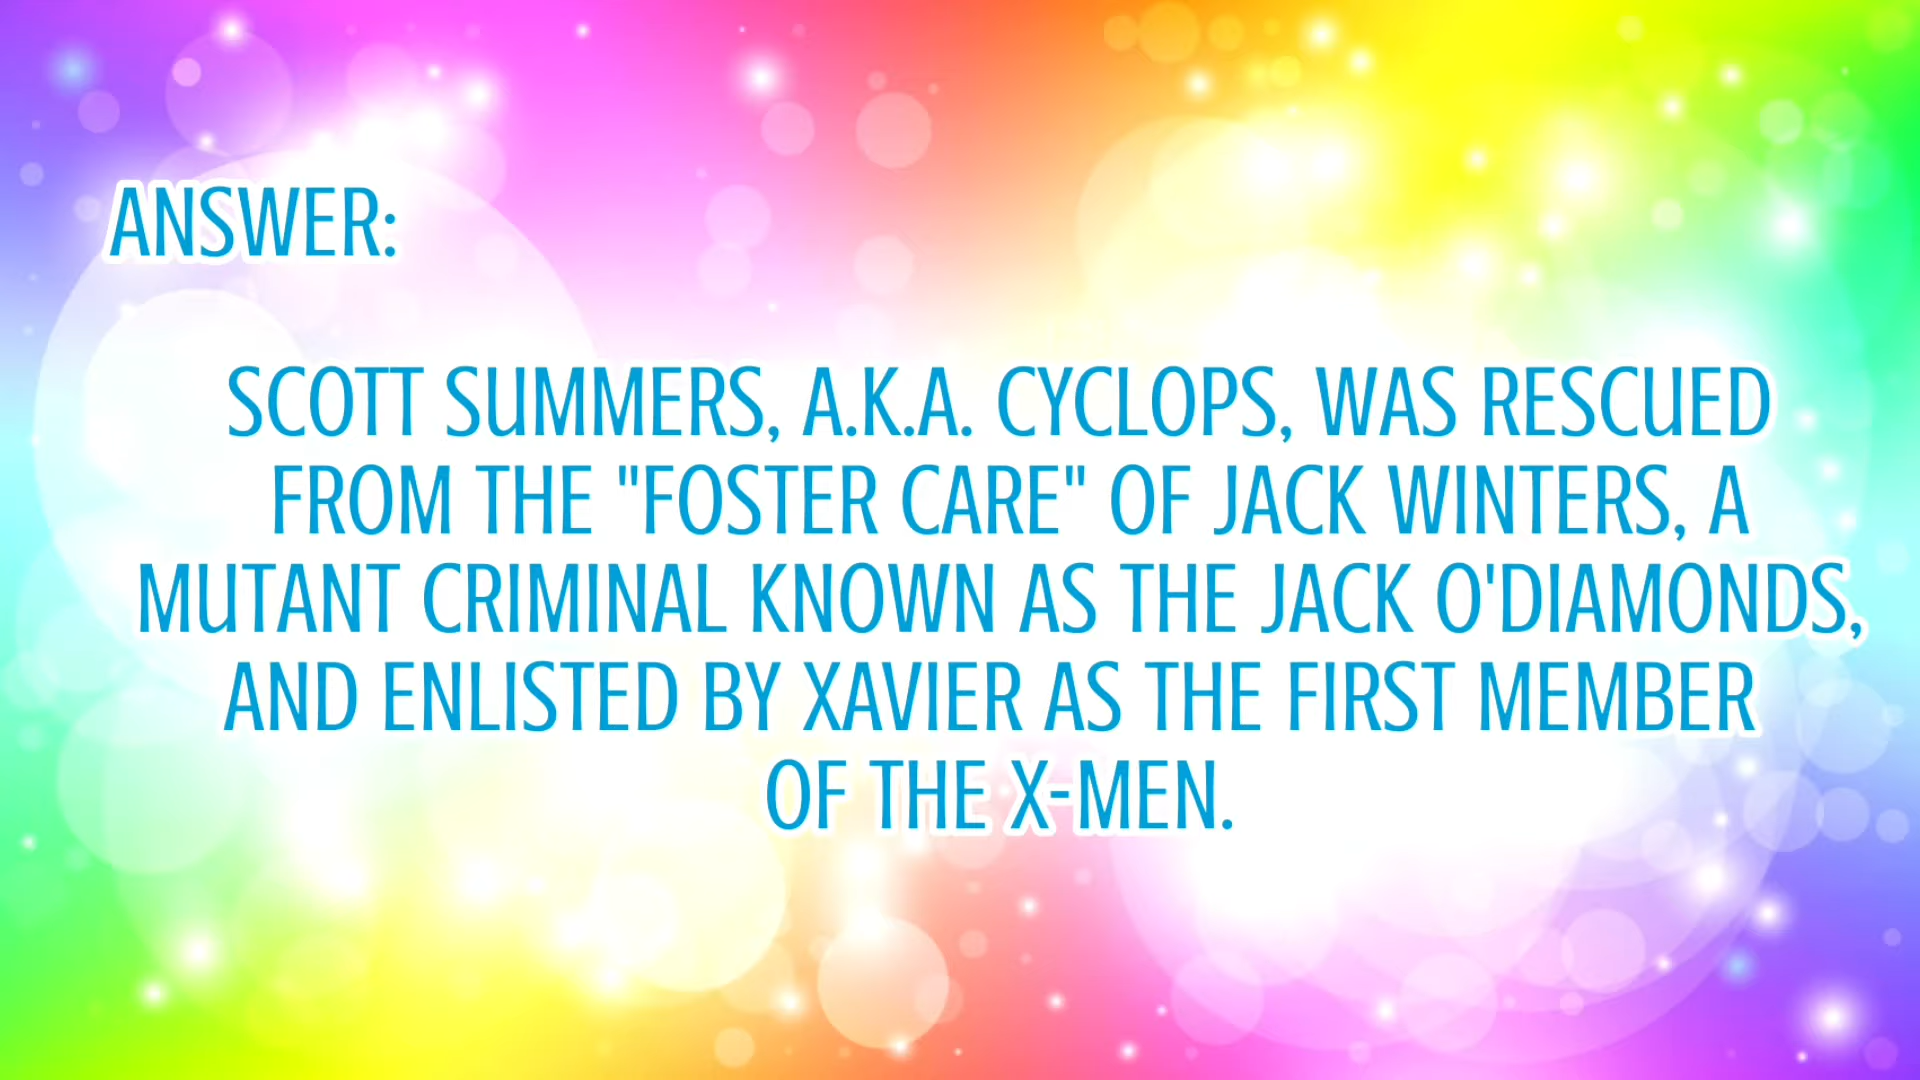 ANSWER:
SCOTT SUMMERS, A.K.A. CYCLOPS, WAS RESCUED
FROM THE "FOSTER CARE" OF JACK WINTERS, A
MUTANT CRIMINAL KNOWN AS THE JACK O'DIAMONDS,
AND ENLISTED BY XAVIER AS THE FIRST MEMBER
OF THE X-MEN.